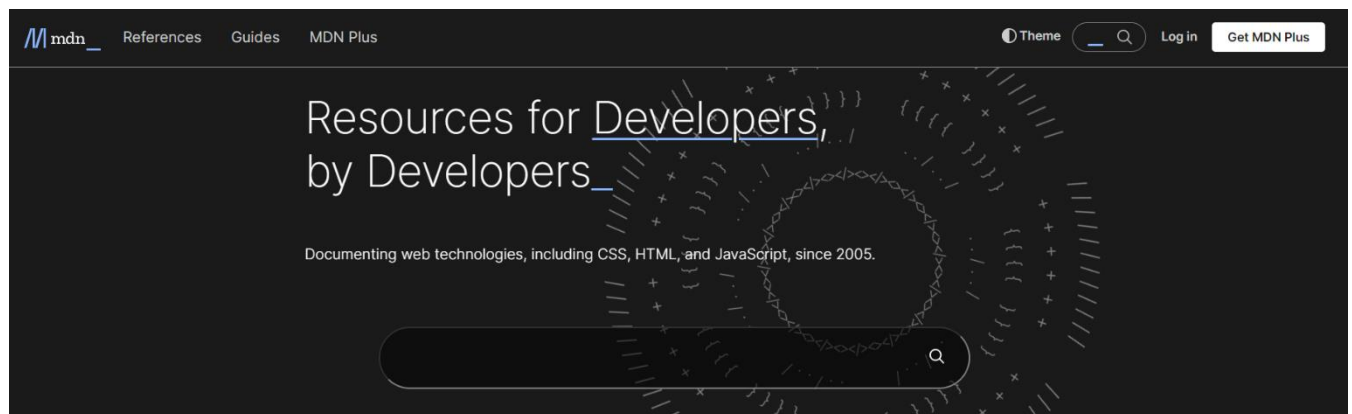 mdn_ References Guides MDN Plus Theme _ Log in Get MDN Plus
Resources for Developers,
by Developers_
Documenting web technologies, including CSS, HTML, and JavaScript, since 2005.